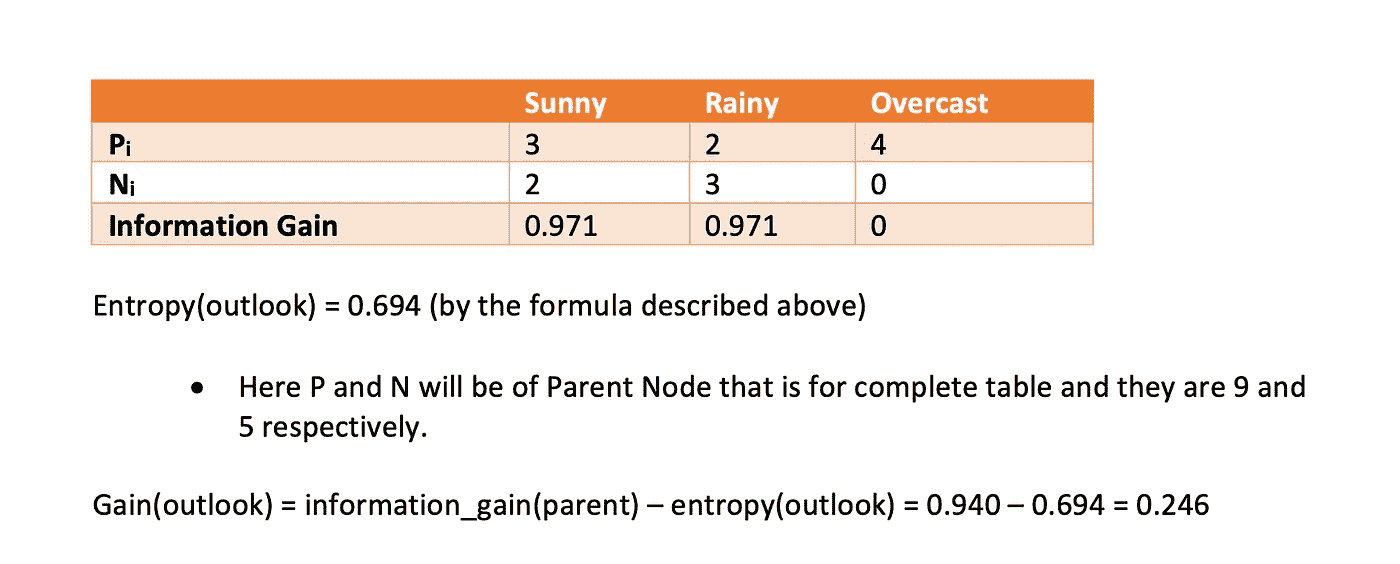 Sunny Rainy Overcast
Pi 3 2 4
Ni 2 3 0
Information Gain 0.971 0.971 0
Entropy(outlook) = 0.694 (by the formula described above)
• Here P and N will be of Parent Node that is for complete table and they are 9 and
5 respectively.
Gain(outlook) = information_gain(parent) – entropy(outlook) = 0.940 – 0.694 = 0.246